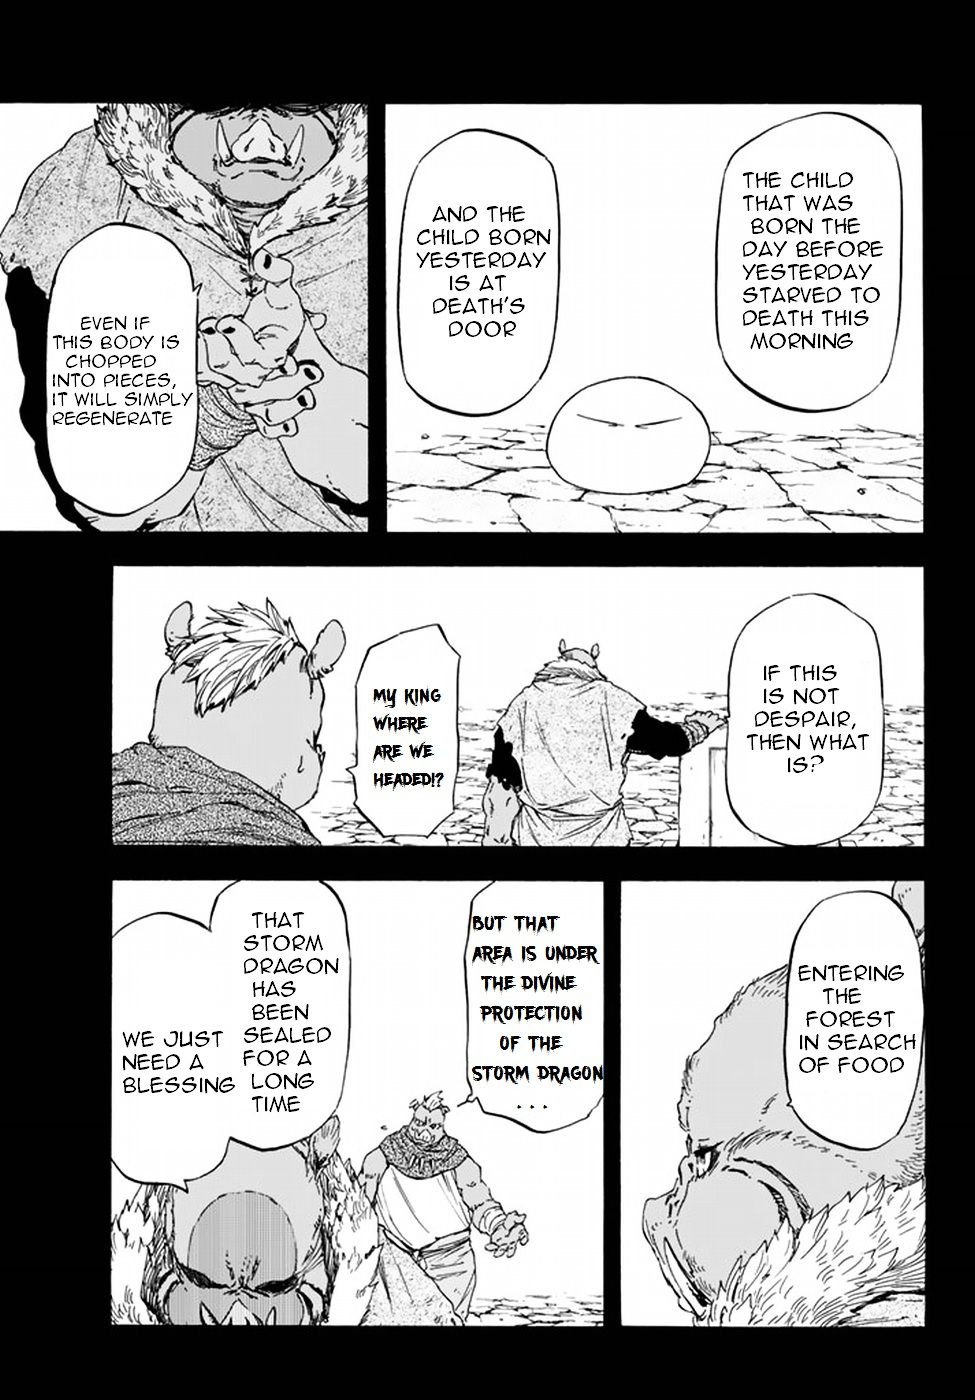 THE CHILD
THAT WAS
BORN THE
DAY BEFORE
YESTERDAY
STARVED TO
DEATH THIS
MORNING
AND THE
CHILD BORN
YESTERDAY
IS AT
DEATH'S
DOOR
EVEN IF
THIS BODY IS
CHOPPED
INTO PIECES,
IT WILL SIMPLY
REGENERATE
IF THIS
IS NOT
DESPAIR,
THEN WHAT
IS?
MY KING
WHERE
ARE WE
HEADED!?
ENTERING
THE
FOREST
IN SEARCH
OF FOOD
BUT THAT
AREA IS UNDER
THE DIVINE
PROTECTION
OF THE
STORM DRAGON
. . .
THAT
STORM
DRAGON
HAS
BEEN
SEALED
FOR A
LONG
TIME
WE JUST
NEED A
BLESSING